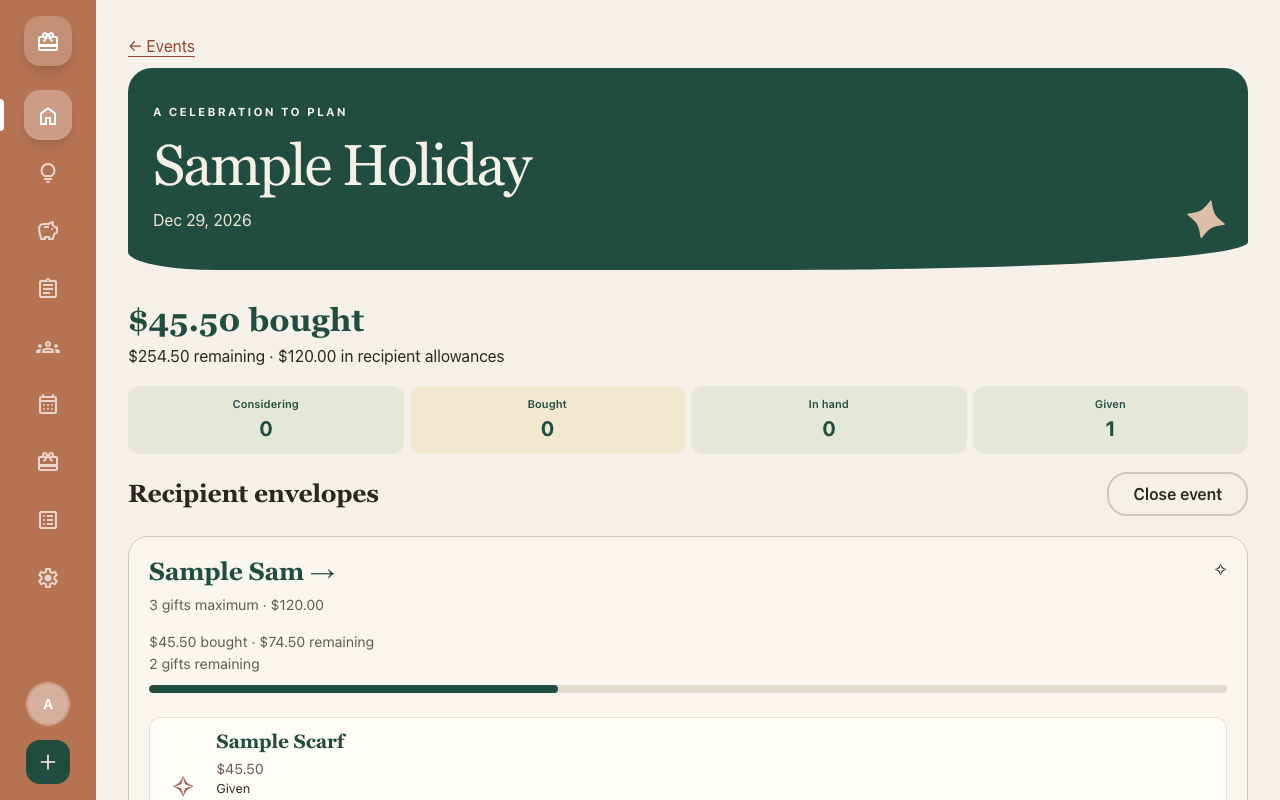 ← Events
A CELEBRATION TO PLAN
Sample Holiday
Dec 29, 2026
$45.50 bought
$254.50 remaining · $120.00 in recipient allowances
Considering
0
Bought
0
In hand
0
Given
1
Recipient envelopes
Close event
Sample Sam →
3 gifts maximum · $120.00
$45.50 bought · $74.50 remaining
2 gifts remaining
Sample Scarf
$45.50
Given
A